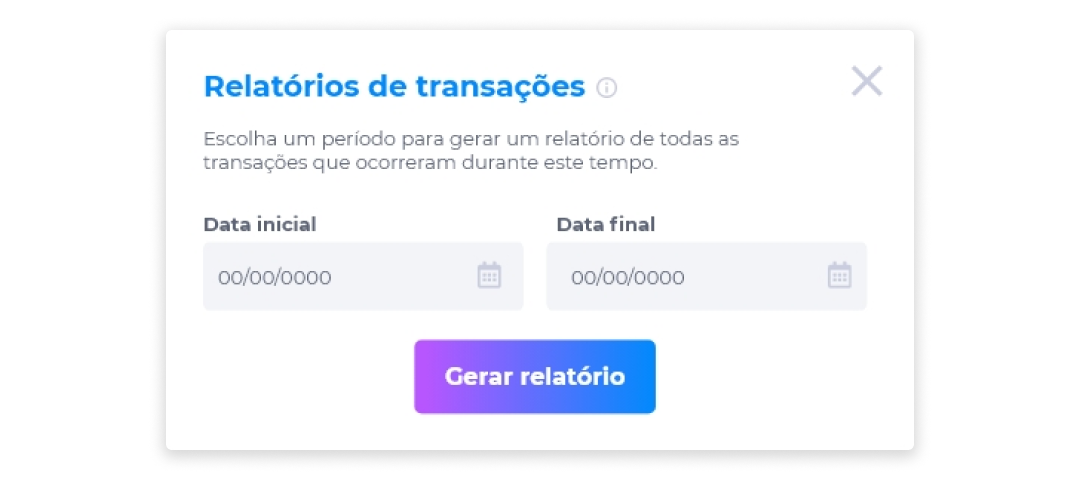 Relatórios de transações
Escolha um período para gerar um relatório de todas as
transações que ocorreram durante este tempo.
Data inicial
Data final
00/00/0000
00/00/0000
Gerar relatório